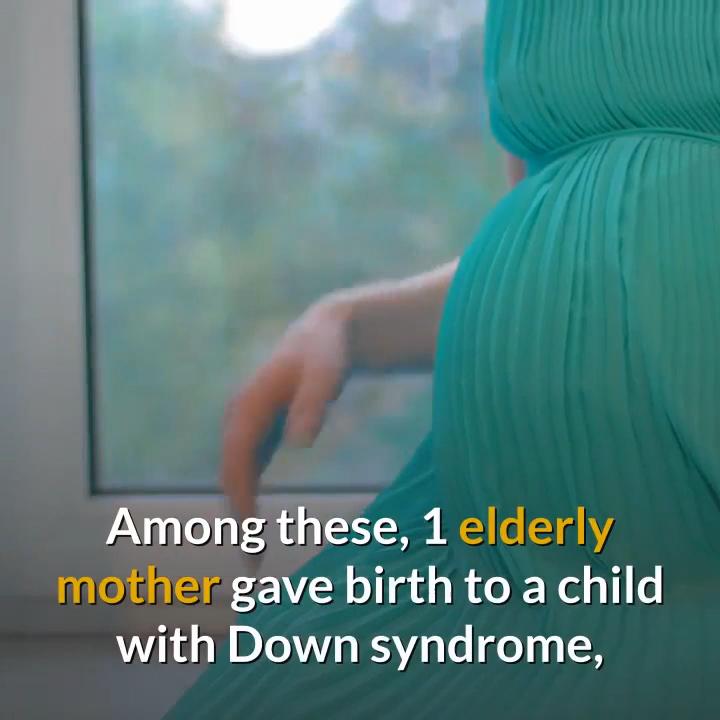 Among these, 1 elderly
mother gave birth to a child
with Down syndrome,